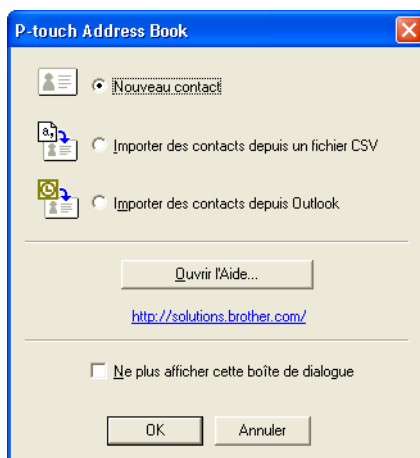 P-touch Address Book
Nouveau contact
a,
Importer des contacts depuis un fichier CSV
Importer des contacts depuis Outlook
Ouvrir l'Aide...
http://solutions.brother.com/
Ne plus afficher cette boîte de dialogue
OK Annuler